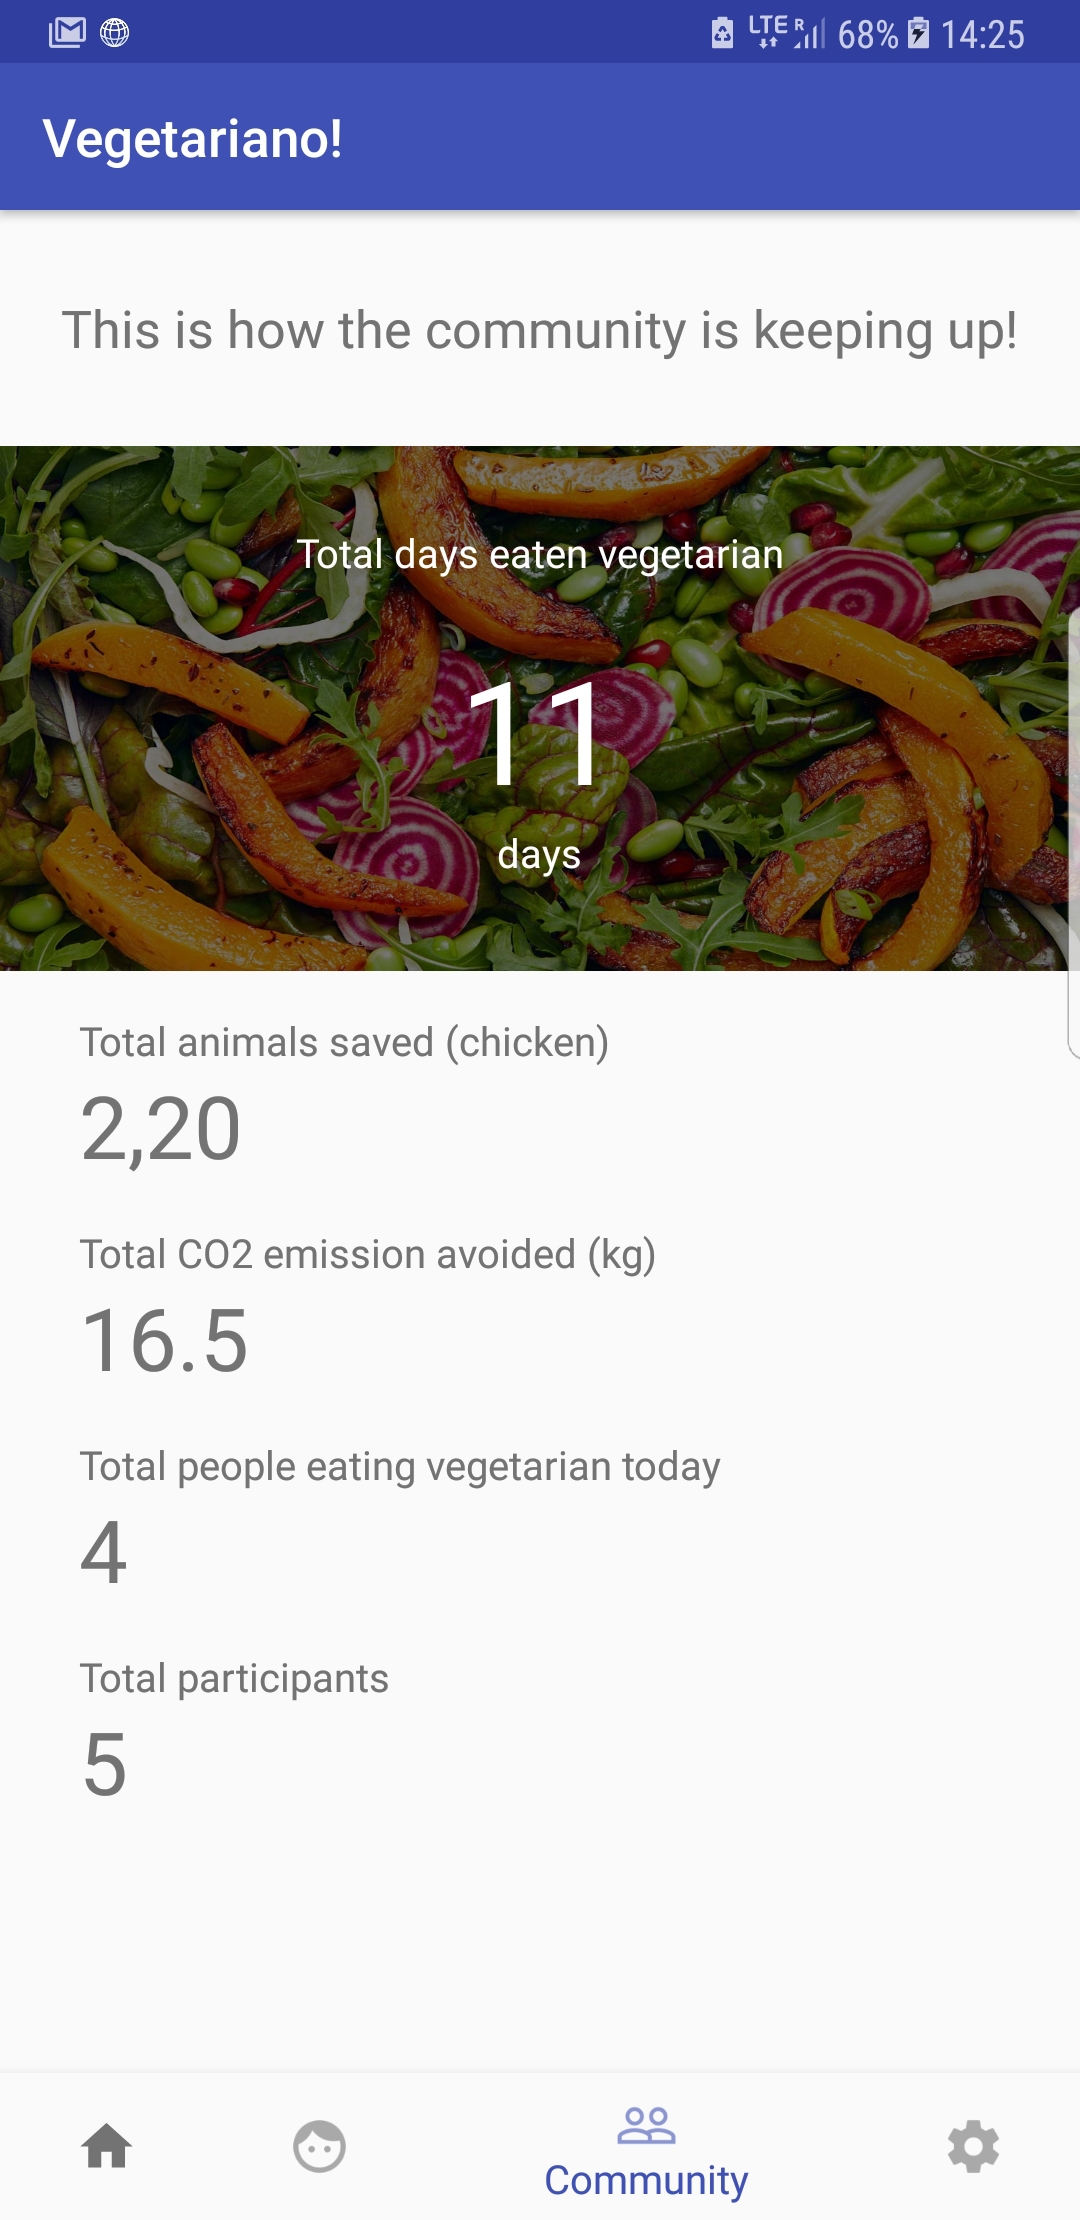 LTE R 68% 14:25
Vegetariano!
This is how the community is keeping up!
Total days eaten vegetarian
11
days
Total animals saved (chicken)
2,20
Total CO2 emission avoided (kg)
16.5
Total people eating vegetarian today
4
Total participants
5
Community